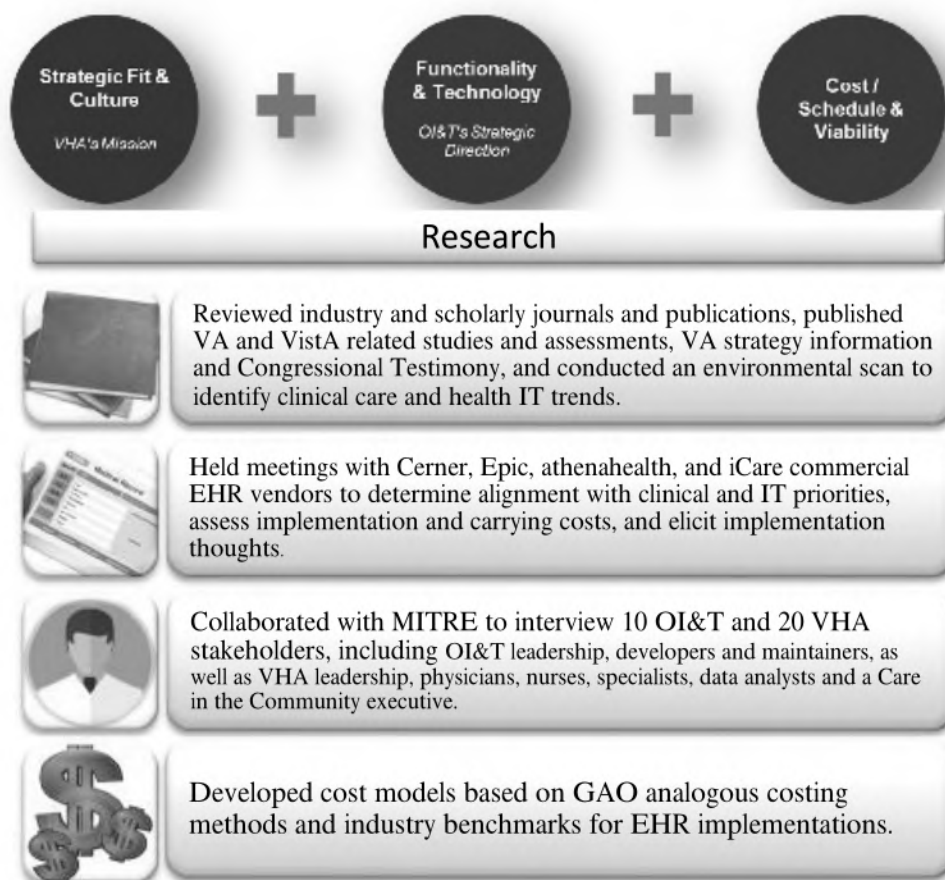 Strategic Fit &
Culture
VHA's Mission
Functionality
& Technology
OI&T's Strategic
Direction
Cost /
Schedule &
Viability
Research
Reviewed industry and scholarly journals and publications, published
VA and VistA related studies and assessments, VA strategy information
and Congressional Testimony, and conducted an environmental scan to
identify clinical care and health IT trends.
Held meetings with Cerner, Epic, athenahealth, and iCare commercial
EHR vendors to determine alignment with clinical and IT priorities,
assess implementation and carrying costs, and elicit implementation
thoughts.
Collaborated with MITRE to interview 10 OI&T and 20 VHA
stakeholders, including OI&T leadership, developers and maintainers, as
well as VHA leadership, physicians, nurses, specialists, data analysts and a Care
in the Community executive.
Developed cost models based on GAO analogous costing
methods and industry benchmarks for EHR implementations.